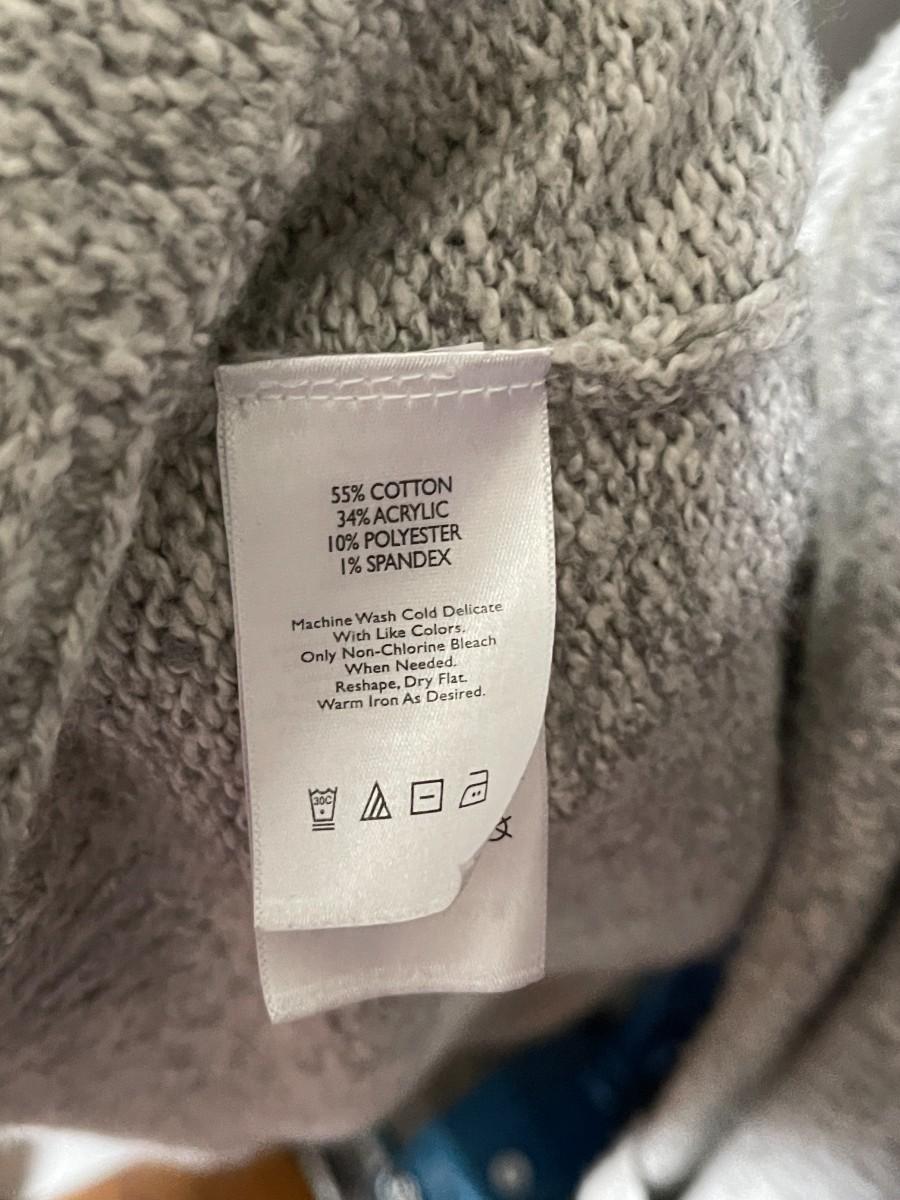 55% COTTON
34% ACRYLIC
10% POLYESTER
1% SPANDEX
Machine Wash Cold Delicate
With Like Colors.
Only Non-Chlorine Bleach
When Needed.
Reshape, Dry Flat.
Warm Iron As Desired.
30C